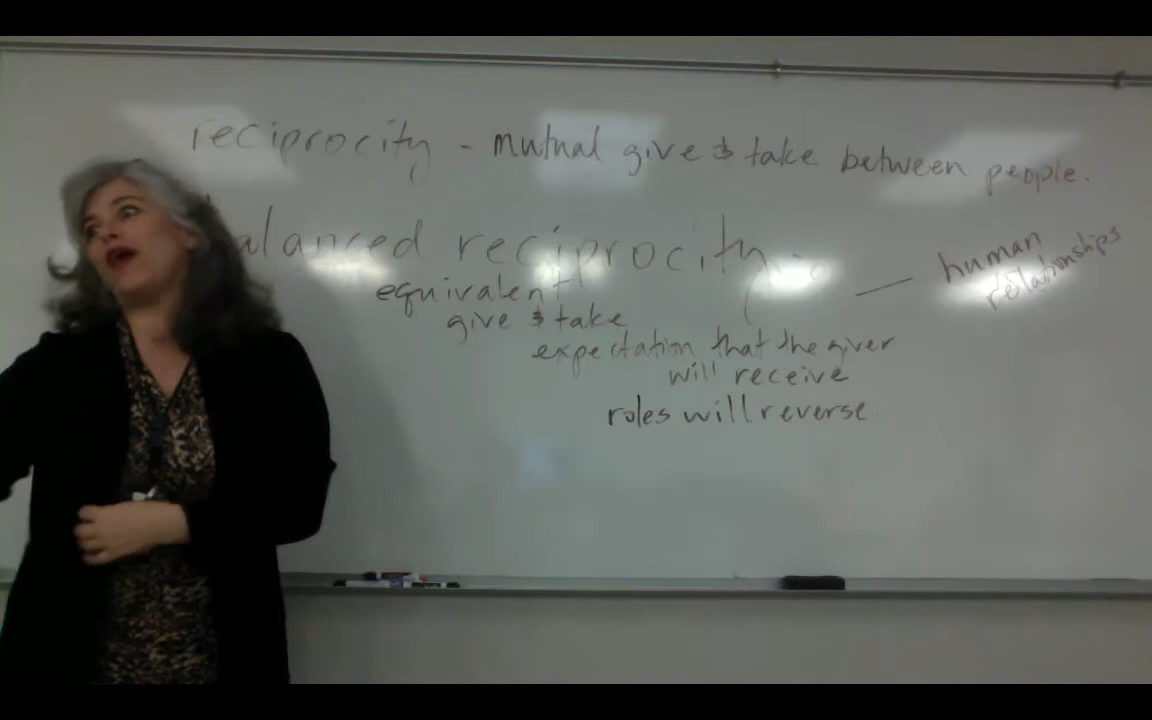 reciprocity - mutual give & take between people.
balanced reciprocity -
equivalent
give & take
expectation that the giver
will receive
roles will reverse.
— human
relationships